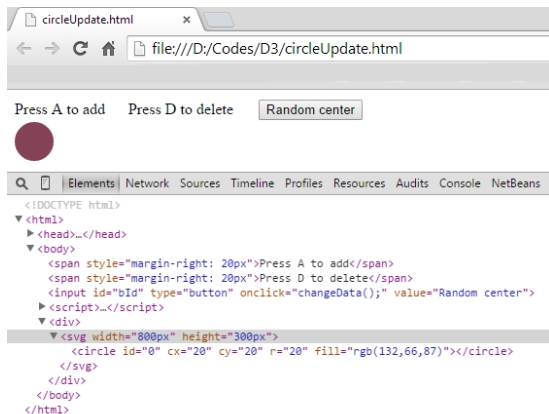 circleUpdate.html ×
file:///D:/Codes/D3/circleUpdate.html
Press A to add Press D to delete Random center
Elements Network Sources Timeline Profiles Resources Audits Console NetBeans
<!DOCTYPE html>
▼<html>
▶<head>…</head>
▼<body>
<span style="margin-right: 20px">Press A to add</span>
<span style="margin-right: 20px">Press D to delete</span>
<input id="bId" type="button" onclick="changeData();" value="Random center">
▶<script>…</script>
▼<div>
▼<svg width="800px" height="300px">
<circle id="0" cx="20" cy="20" r="20" fill="rgb(132,66,87)"></circle>
</svg>
</div>
</body>
</html>